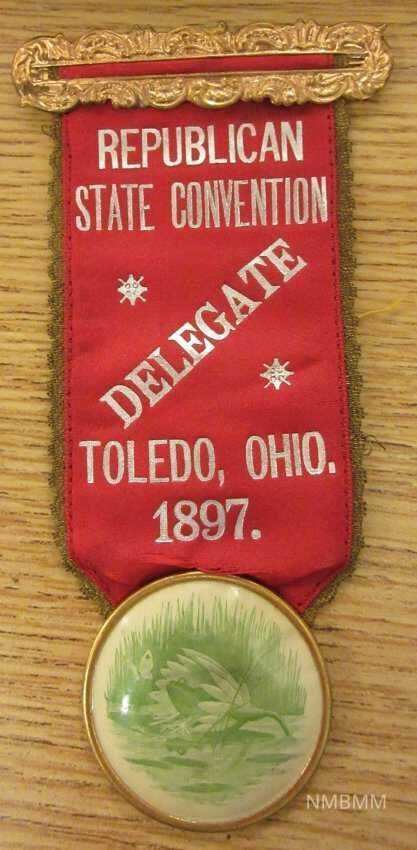 REPUBLICAN
STATE CONVENTION
DELEGATE
TOLEDO, OHIO.
1897.
NMBMM